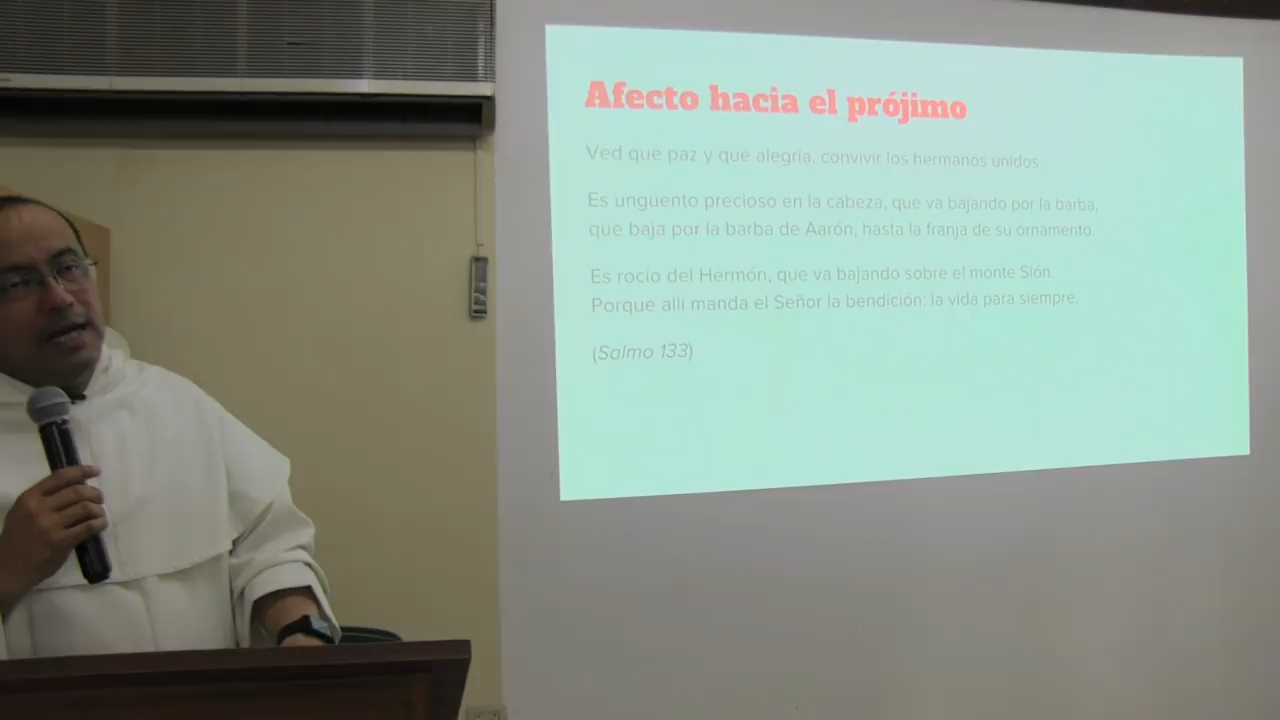 Afecto hacia el prójimo
Ved qué paz y qué alegría, convivir los hermanos unidos.
Es ungüento precioso en la cabeza, que va bajando por la barba,
que baja por la barba de Aarón, hasta la franja de su ornamento.
Es rocío del Hermón, que va bajando sobre el monte Sión.
Porque allí manda el Señor la bendición: la vida para siempre.
(Salmo 133)